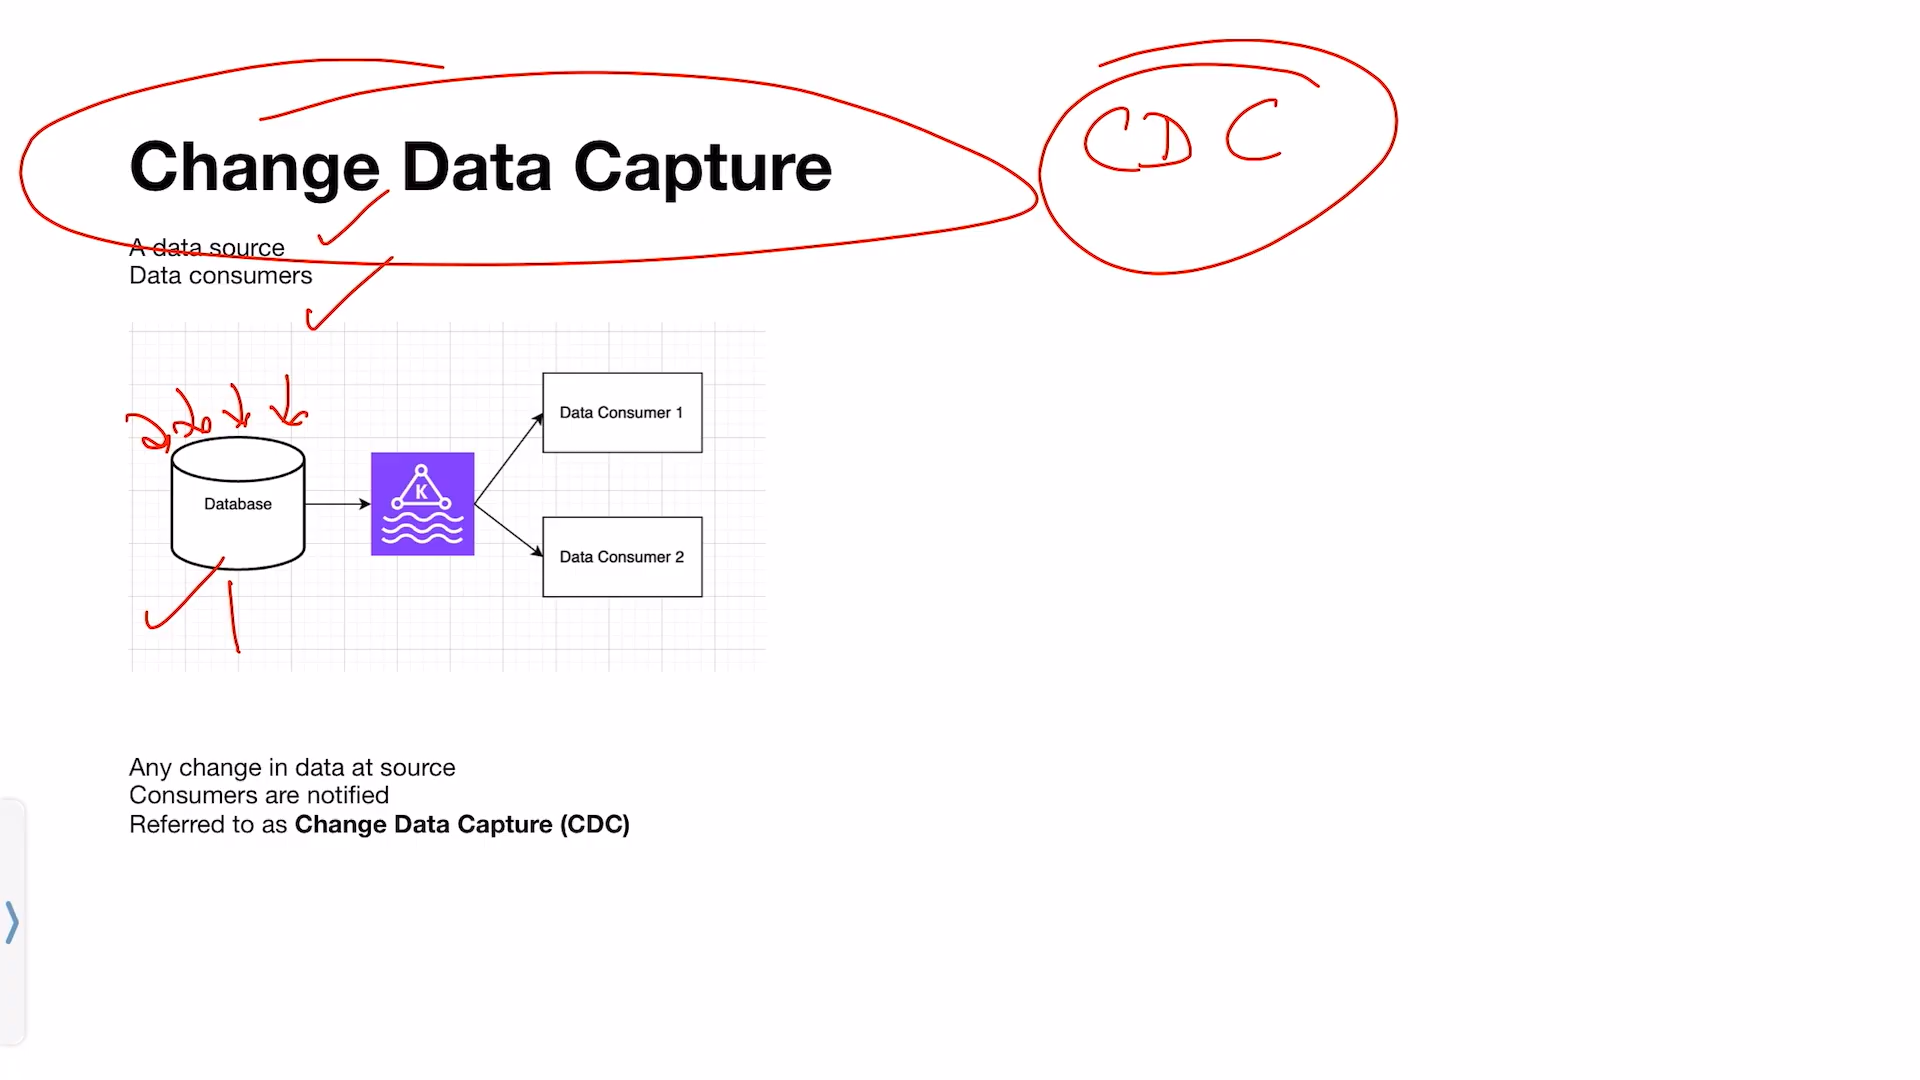 Change Data Capture
CDC
A data source
Data consumers
Data Consumer 1
Database
K
Data Consumer 2
Any change in data at source
Consumers are notified
Referred to as Change Data Capture (CDC)